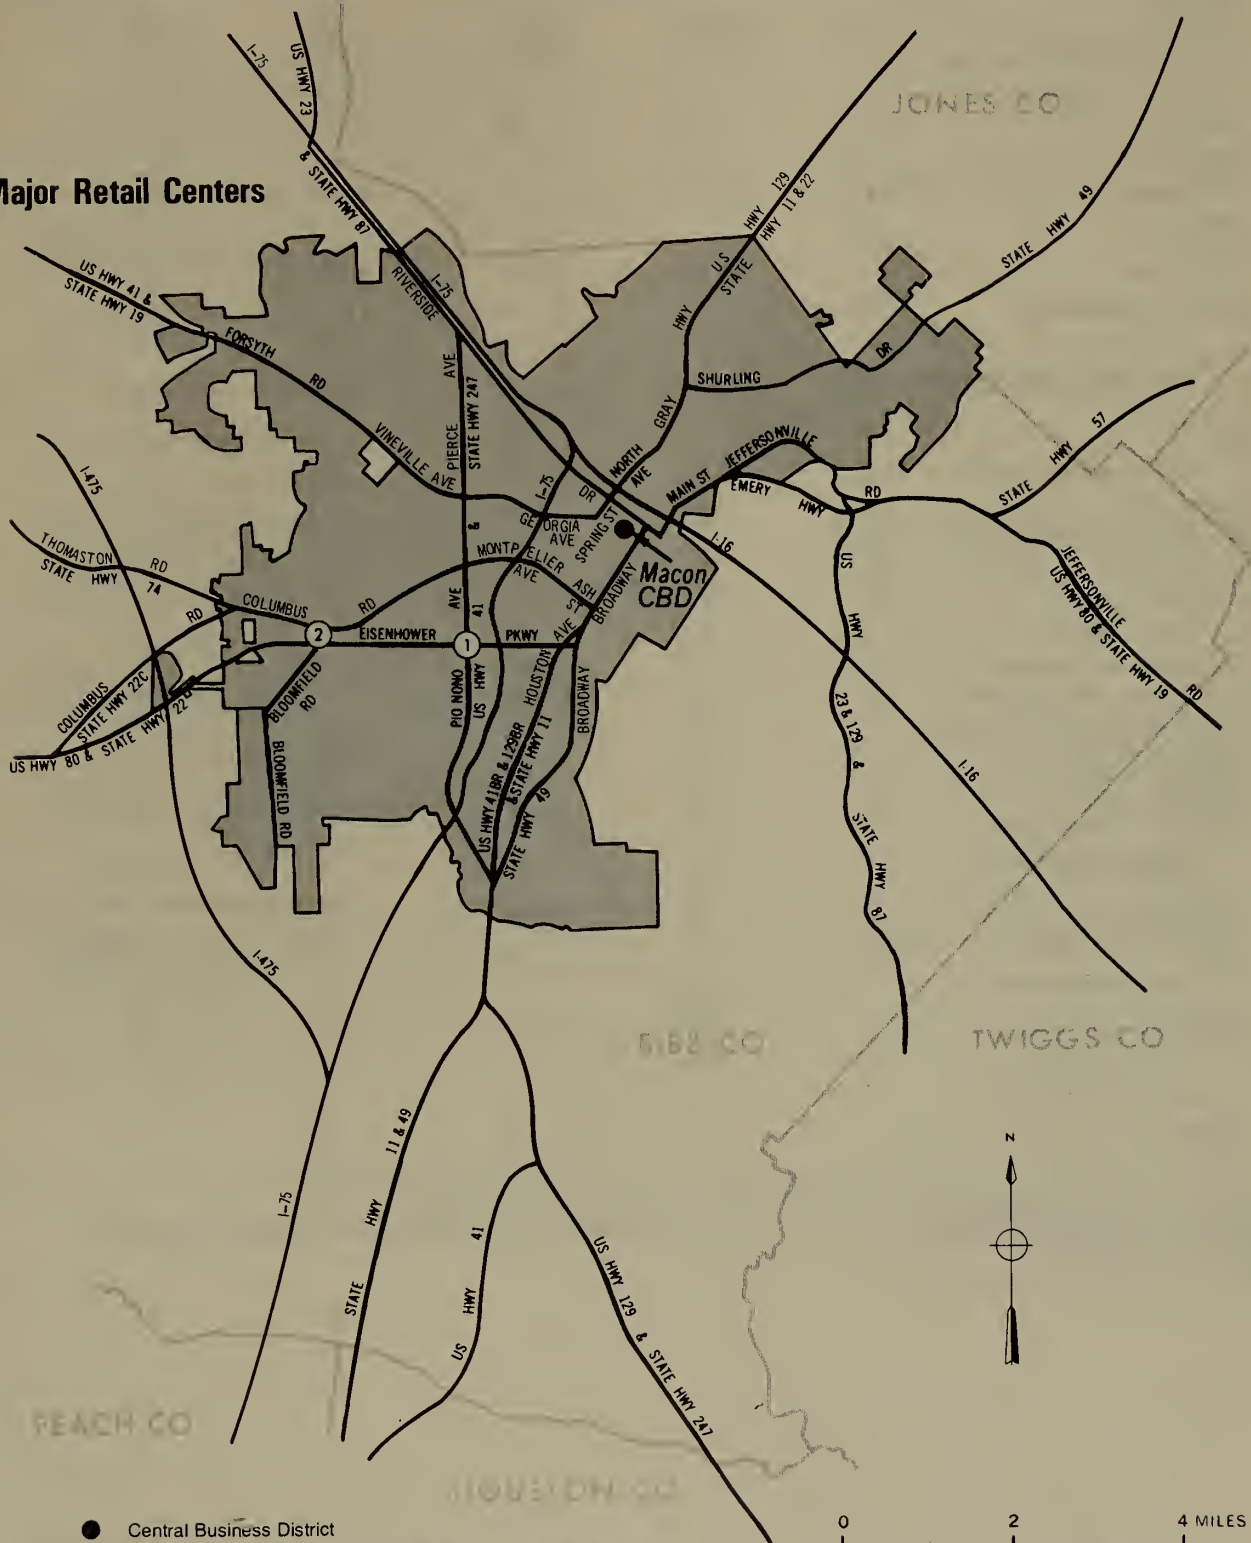 I-75
US HWY 23
JONES CO
HWY 129
HWY 11 & 22
US
STATE
STATE HWY 49
& STATE HWY 87
Major Retail Centers
US HWY 41 &
STATE HWY 19
RIVERSIDE
I-75
FORSYTH RD
PIERCE AVE
STATE HWY 247
HWY
SHURLING DR
GRAY
VINEVILLE AVE
NORTH AVE
MAIN ST
JEFFERSONVILLE RD
STATE HWY 57
I-475
I-75
DR
EMERY HWY
&
GEORGIA AVE
SPRING ST
THOMASTON RD
STATE HWY 74
MONTPELIER AVE
I-16
US
Macon
CBD
JEFFERSONVILLE RD
US HWY 80 & STATE HWY 19
COLUMBUS RD
AVE
41
ASH ST
BROADWAY
2
EISENHOWER PKWY
1
AVE
HWY
COLUMBUS RD
STATE HWY 22C
BLOOMFIELD RD
PIO NONO
US HWY
HOUSTON
BROADWAY
23 & 129 &
US HWY 80 & STATE HWY 22
BLOOMFIELD RD
US HWY 41BR & 129BR
& STATE HWY 11
STATE HWY 49
I-16
STATE HWY 87
I-475
BIBB CO
TWIGGS CO
N
I-75
STATE HWY 11 & 49
US HWY 41
US HWY 129 & STATE HWY 247
PEACH CO
HOUSTON CO
Central Business District
0 2 4 MILES